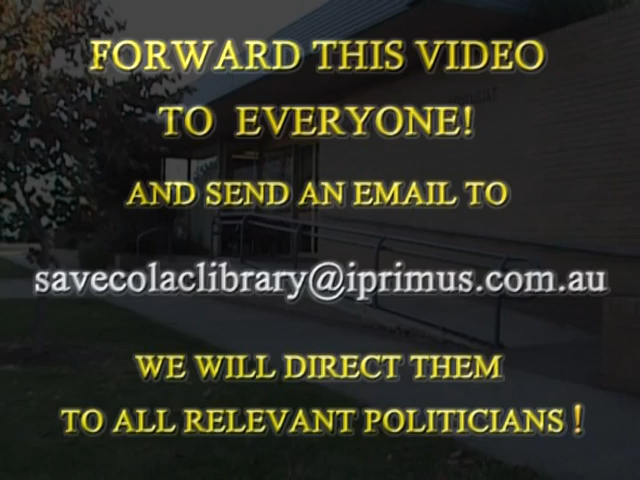 FORWARD THIS VIDEO
TO EVERYONE!
AND SEND AN EMAIL TO
savecolaclibrary@iprimus.com.au
WE WILL DIRECT THEM
TO ALL RELEVANT POLITICIANS !